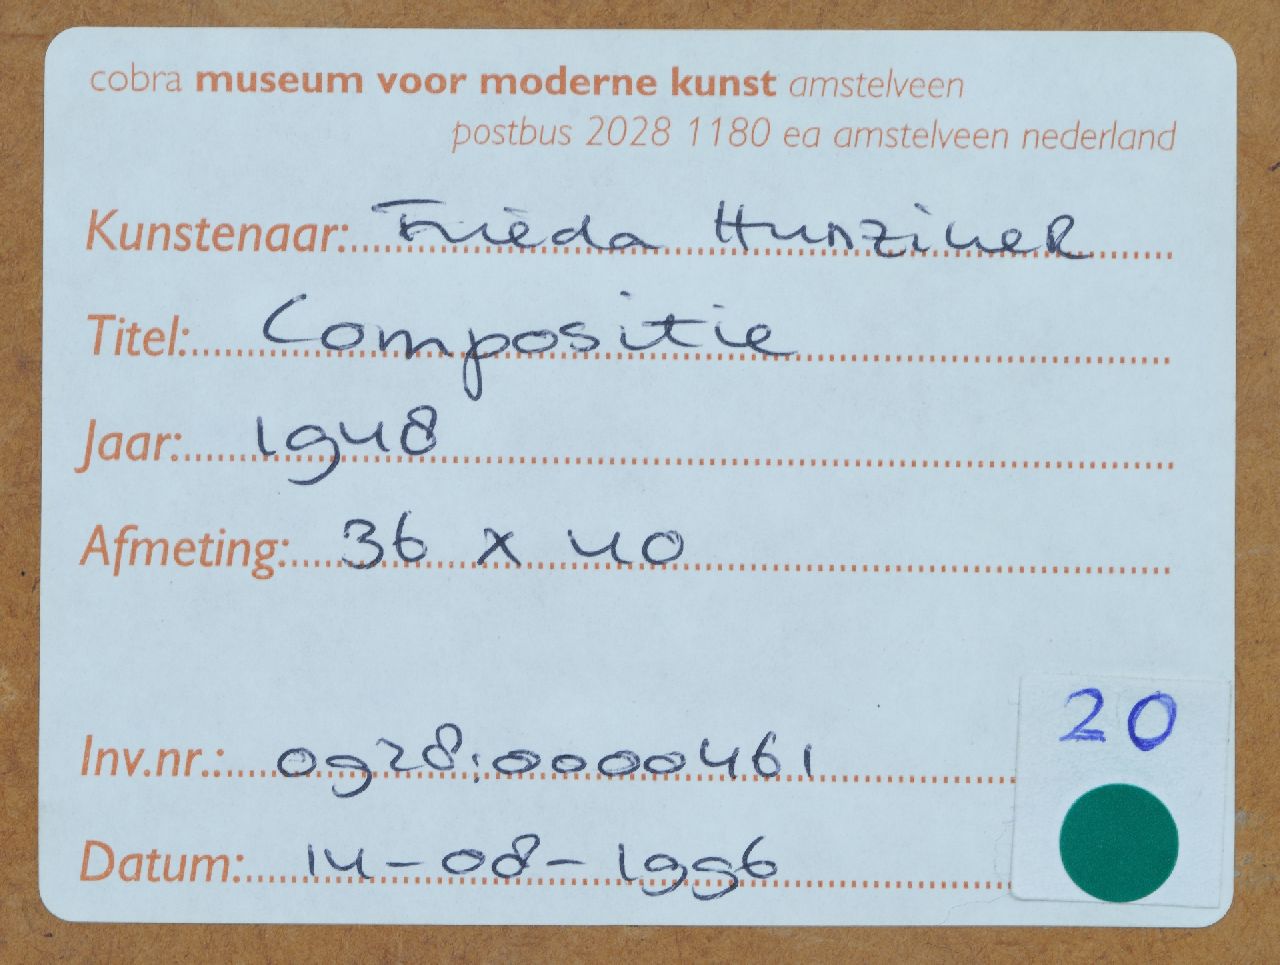 cobra museum voor moderne kunst amstelveen
postbus 2028 1180 ea amstelveen nederland
Kunstenaar: Frieda Hunziker
Titel: Compositie
Jaar: 1948
Afmeting: 36 x 40
20
Inv.nr.: 0928:0000461
Datum: 14-08-1996